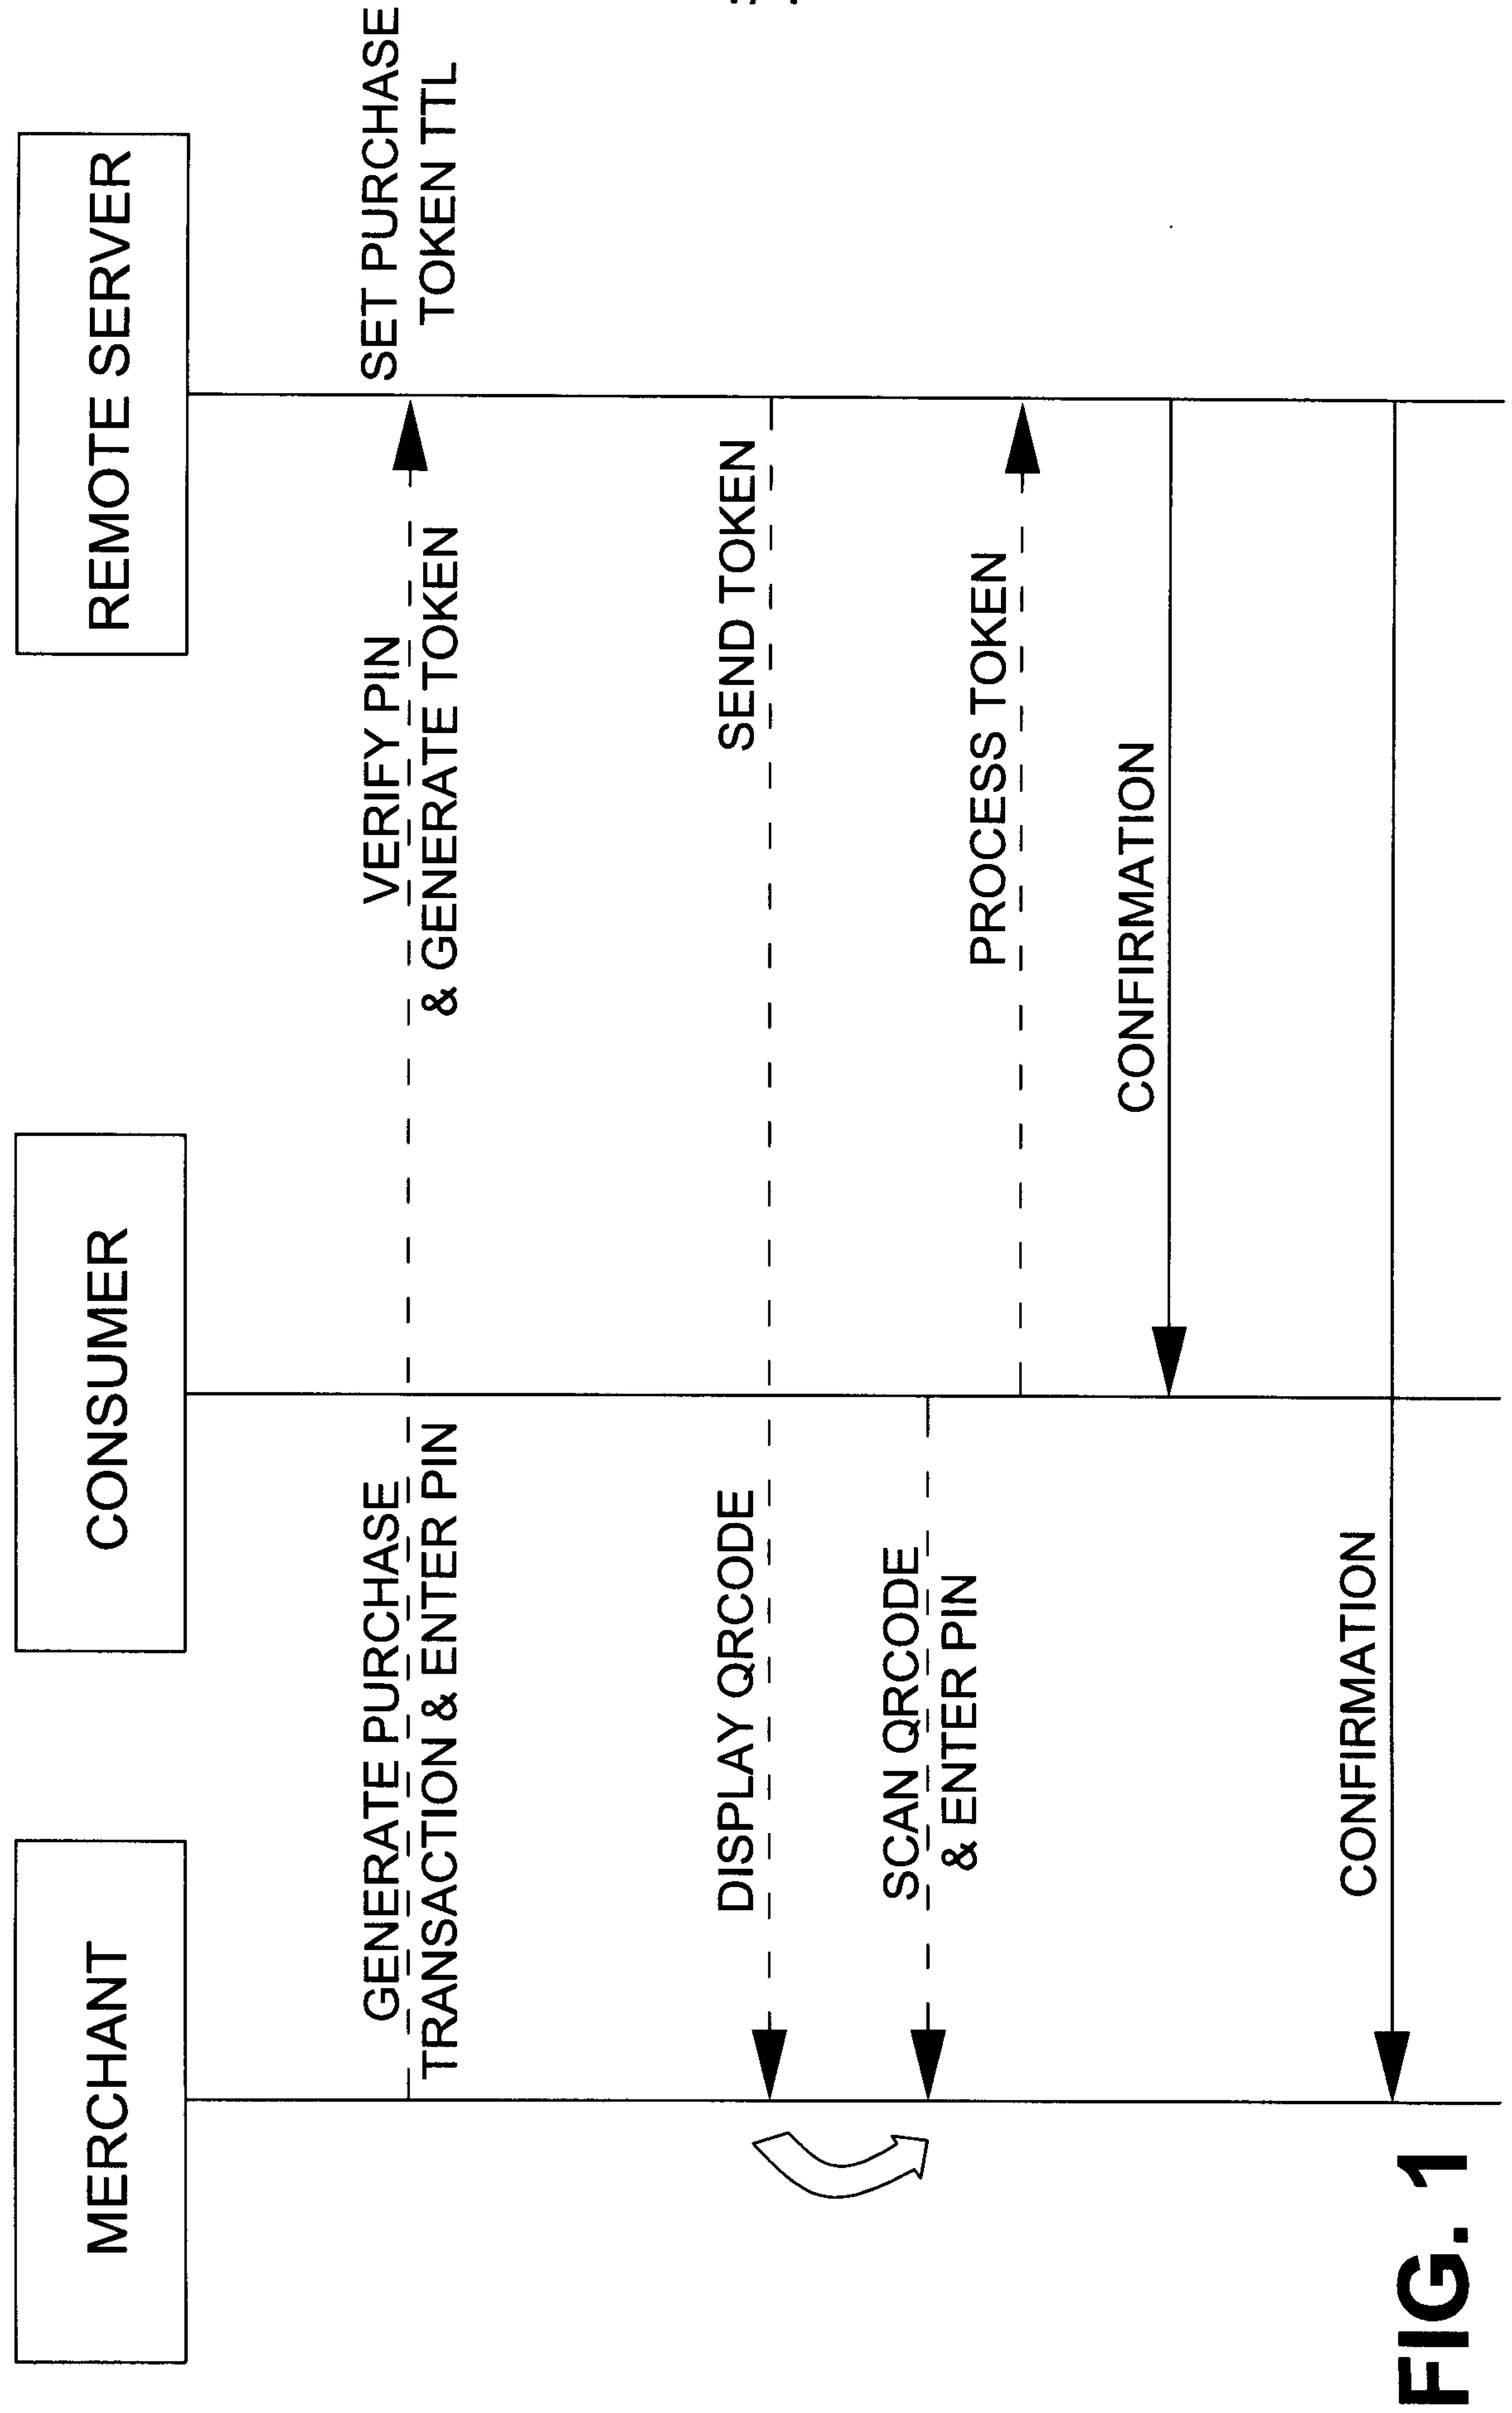 MERCHANT
CONSUMER
REMOTE SERVER
GENERATE PURCHASE
TRANSACTION & ENTER PIN
VERIFY PIN
& GENERATE TOKEN
SET PURCHASE
TOKEN TTL
DISPLAY QRCODE
SEND TOKEN
SCAN QRCODE
& ENTER PIN
PROCESS TOKEN
CONFIRMATION
CONFIRMATION
FIG. 1